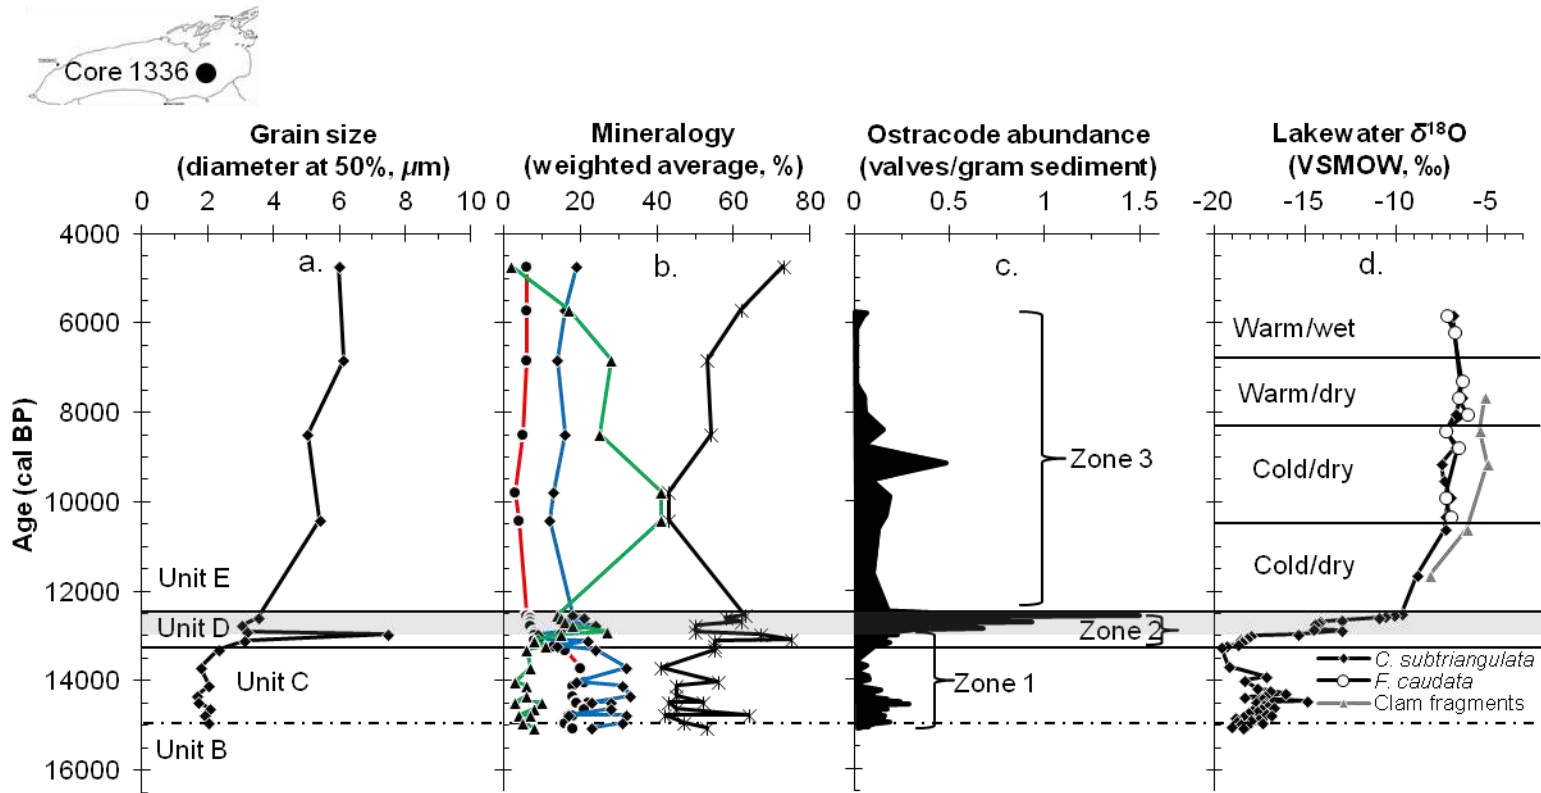 Core 1336
Grain size
(diameter at 50%, µm)
Mineralogy
(weighted average, %)
Ostracode abundance
(valves/gram sediment)
Lakewater δ¹⁸O
(VSMOW, ‰)
0 2 4 6 8 10
0 20 40 60 80
0 0.5 1 1.5
-20 -15 -10 -5
Age (cal BP)
4000
6000
8000
10000
12000
14000
16000
a.
b.
c.
d.
Unit E
Unit D
Unit C
Unit B
Zone 3
Zone 2
Zone 1
Warm/wet
Warm/dry
Cold/dry
Cold/dry
C. subtriangulata
F. caudata
Clam fragments